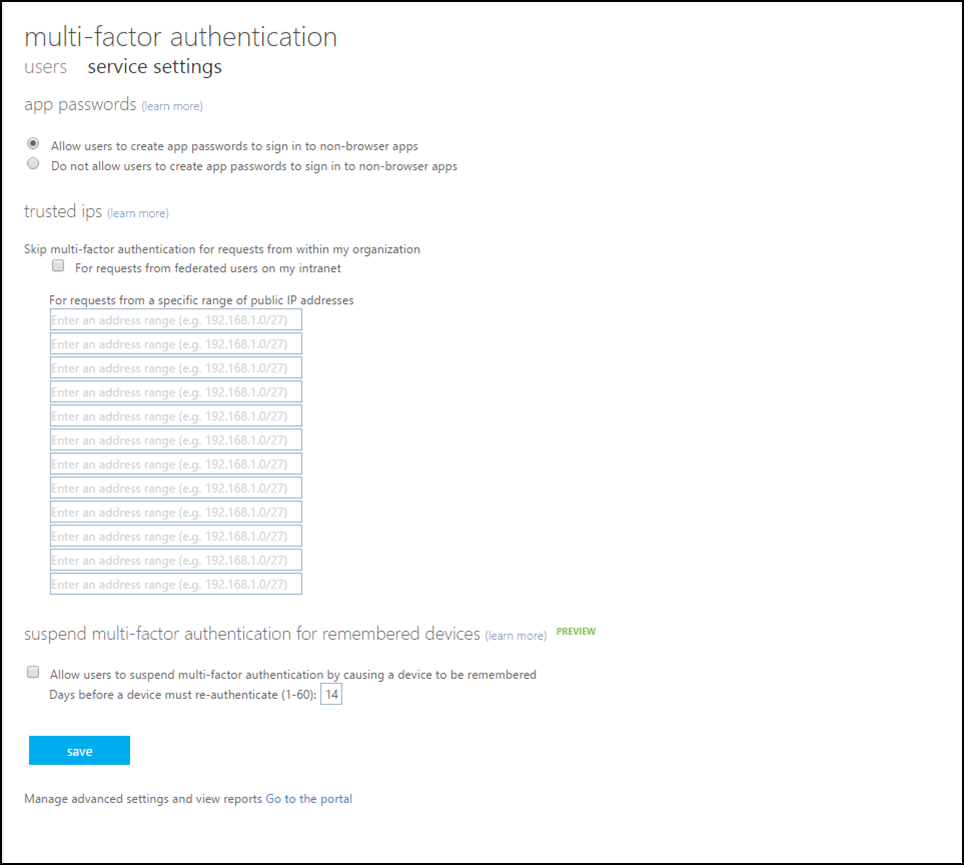 multi-factor authentication
users service settings
app passwords (learn more)
Allow users to create app passwords to sign in to non-browser apps
Do not allow users to create app passwords to sign in to non-browser apps
trusted ips (learn more)
Skip multi-factor authentication for requests from within my organization
For requests from federated users on my intranet
For requests from a specific range of public IP addresses
Enter an address range (e.g. 192.168.1.0/27)
Enter an address range (e.g. 192.168.1.0/27)
Enter an address range (e.g. 192.168.1.0/27)
Enter an address range (e.g. 192.168.1.0/27)
Enter an address range (e.g. 192.168.1.0/27)
Enter an address range (e.g. 192.168.1.0/27)
Enter an address range (e.g. 192.168.1.0/27)
Enter an address range (e.g. 192.168.1.0/27)
Enter an address range (e.g. 192.168.1.0/27)
Enter an address range (e.g. 192.168.1.0/27)
Enter an address range (e.g. 192.168.1.0/27)
Enter an address range (e.g. 192.168.1.0/27)
suspend multi-factor authentication for remembered devices (learn more) PREVIEW
Allow users to suspend multi-factor authentication by causing a device to be remembered
Days before a device must re-authenticate (1-60): 14
save
Manage advanced settings and view reports Go to the portal